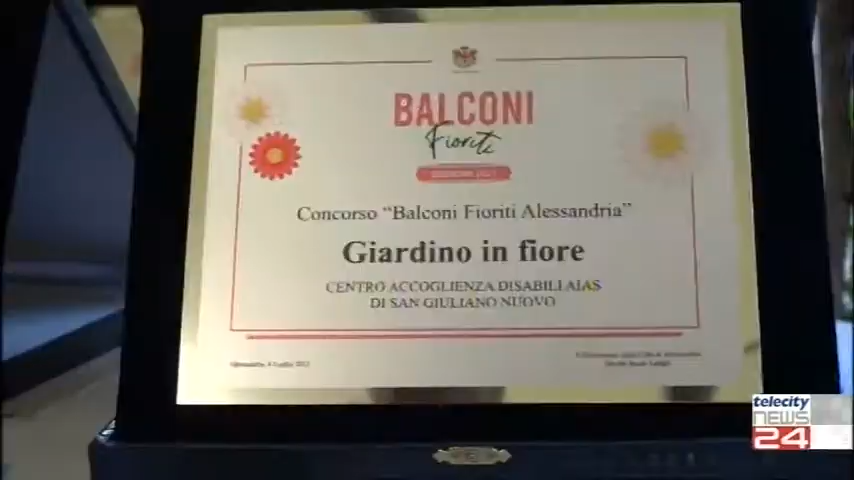 BALCONI
Fioriti
Concorso “Balconi Fioriti Alessandria”
Giardino in fiore
CENTRO ACCOGLIENZA DISABILI AIAS
DI SAN GIULIANO NUOVO
telecity
NEWS
24